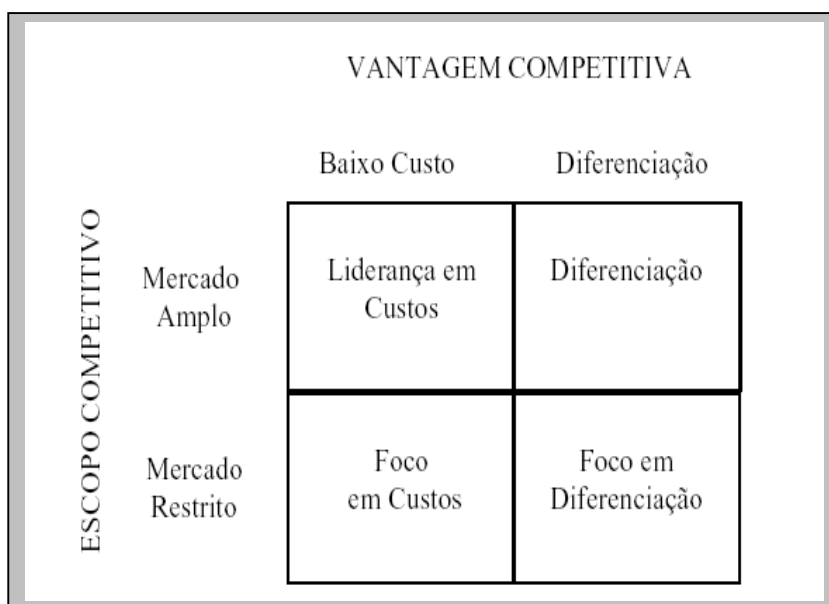 VANTAGEM COMPETITIVA
Baixo Custo
Diferenciação
ESCOPO COMPETITIVO
Mercado
Amplo
Liderança em
Custos
Diferenciação
Mercado
Restrito
Foco
em Custos
Foco em
Diferenciação